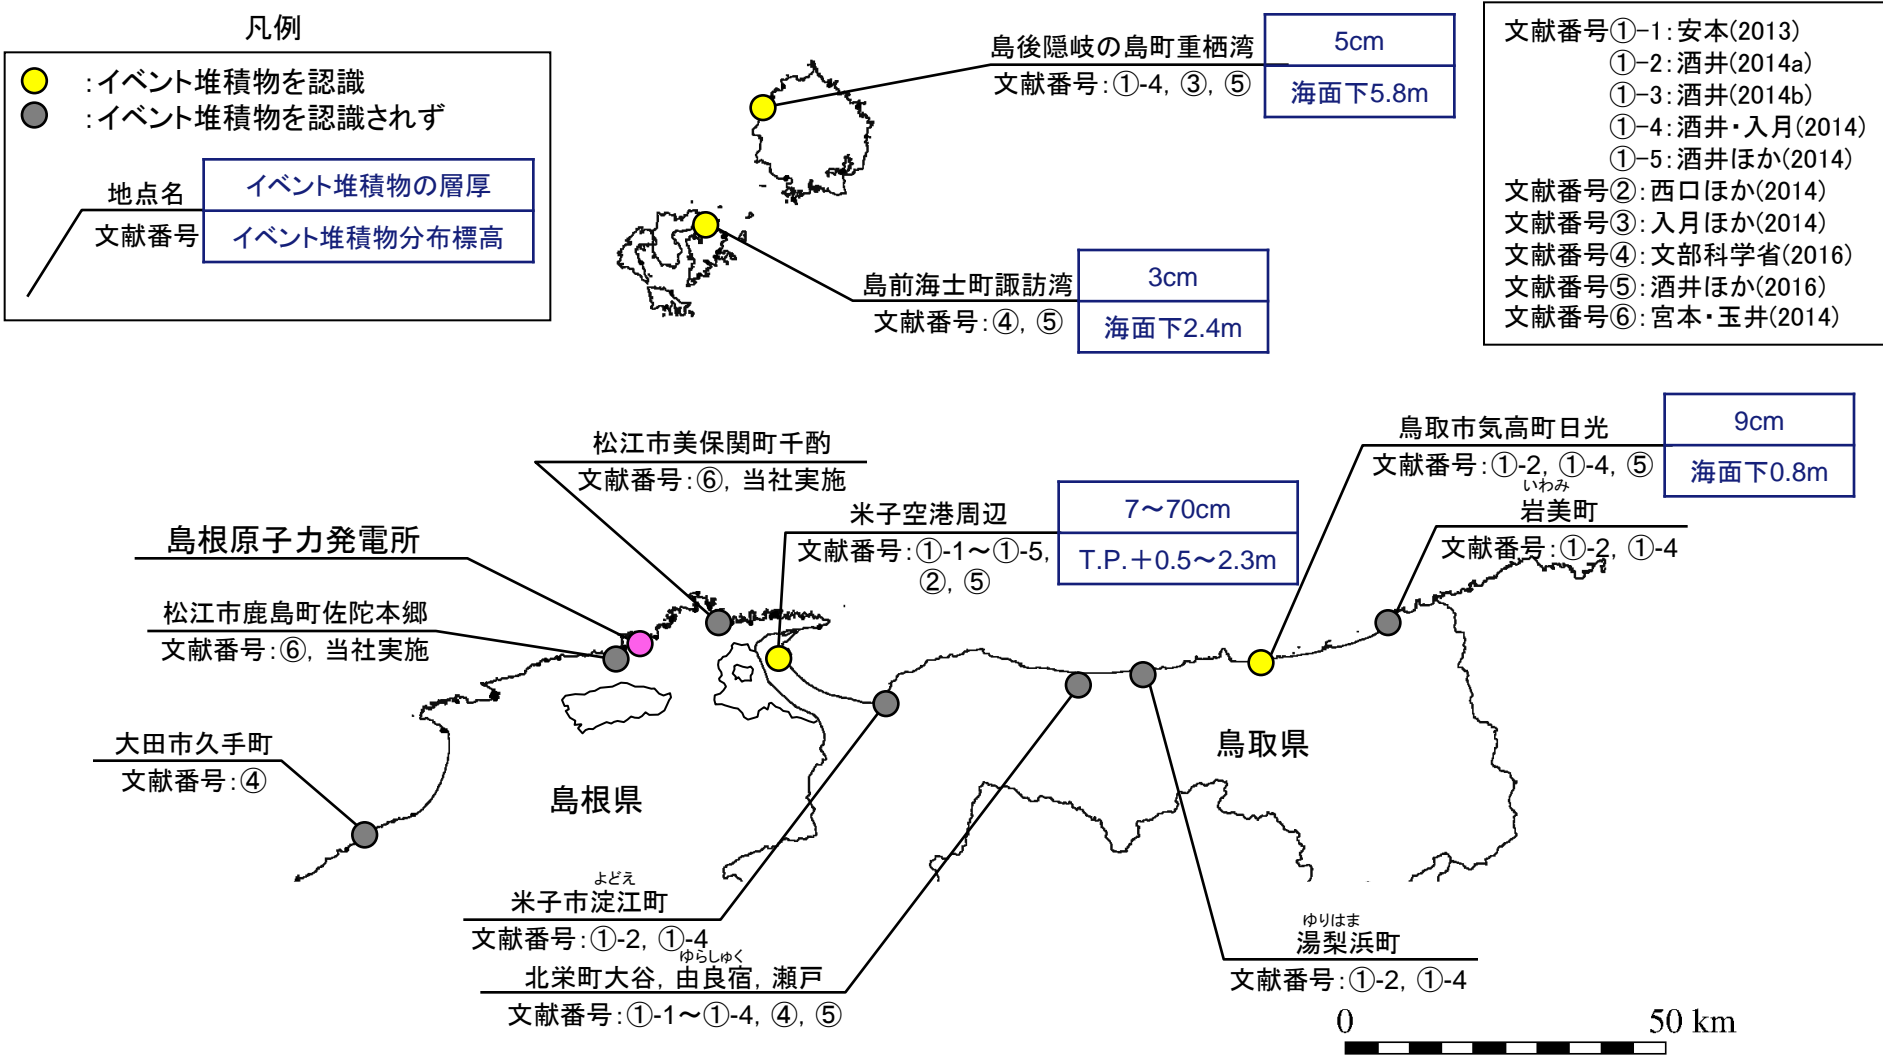 凡例
：イベント堆積物を認識
：イベント堆積物を認識されず
地点名
文献番号
イベント堆積物の層厚
イベント堆積物分布標高
島後隠岐の島町重栖湾
文献番号：①-4, ③, ⑤
5cm
海面下5.8m
島前海士町諏訪湾
文献番号：④, ⑤
3cm
海面下2.4m
文献番号①-1：安本(2013)
①-2：酒井(2014a)
①-3：酒井(2014b)
①-4：酒井・入月(2014)
①-5：酒井ほか(2014)
文献番号②：西口ほか(2014)
文献番号③：入月ほか(2014)
文献番号④：文部科学省(2016)
文献番号⑤：酒井ほか(2016)
文献番号⑥：宮本・玉井(2014)
松江市美保関町千酌
文献番号：⑥, 当社実施
島根原子力発電所
松江市鹿島町佐陀本郷
文献番号：⑥, 当社実施
大田市久手町
文献番号：④
米子空港周辺
文献番号：①-1～①-5,
②, ⑤
7～70cm
T.P.＋0.5～2.3m
鳥取市気高町日光
文献番号：①-2, ①-4, ⑤
9cm
海面下0.8m
いわみ
岩美町
文献番号：①-2, ①-4
島根県
鳥取県
よどえ
米子市淀江町
文献番号：①-2, ①-4
ゆらしゅく
北栄町大谷, 由良宿, 瀬戸
文献番号：①-1～①-4, ④, ⑤
ゆりはま
湯梨浜町
文献番号：①-2, ①-4
0 50 km